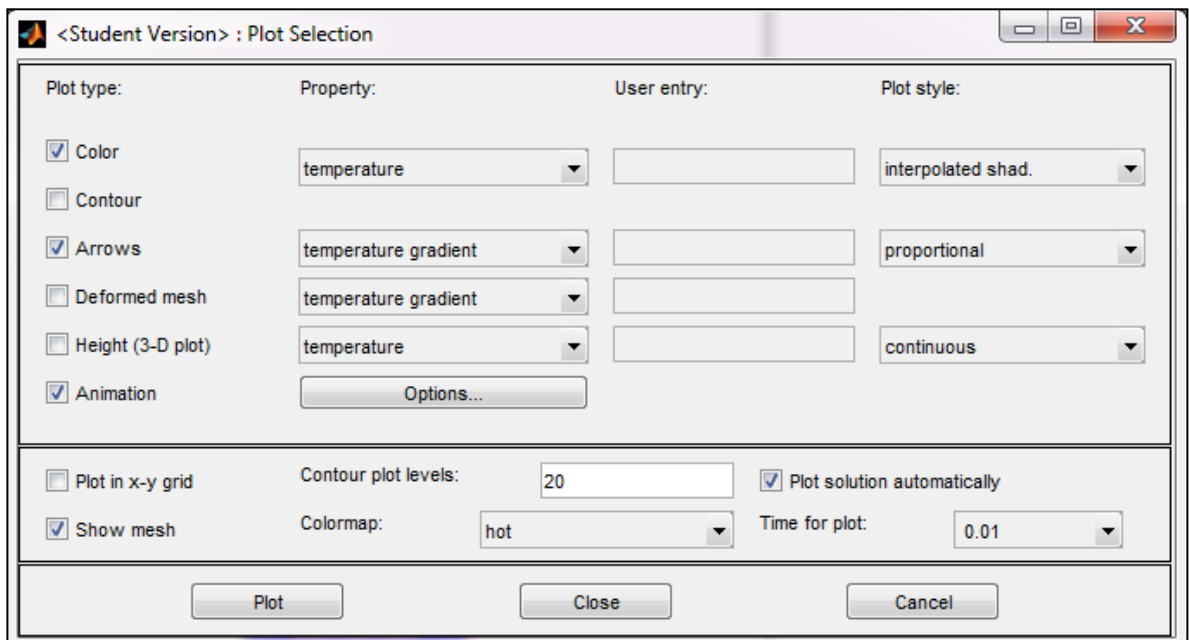 <Student Version> : Plot Selection
Plot type: Property: User entry: Plot style:
Color temperature interpolated shad.
Contour
Arrows temperature gradient proportional
Deformed mesh temperature gradient
Height (3-D plot) temperature continuous
Animation Options...
Plot in x-y grid Contour plot levels: 20 Plot solution automatically
Show mesh Colormap: hot Time for plot: 0.01
Plot Close Cancel